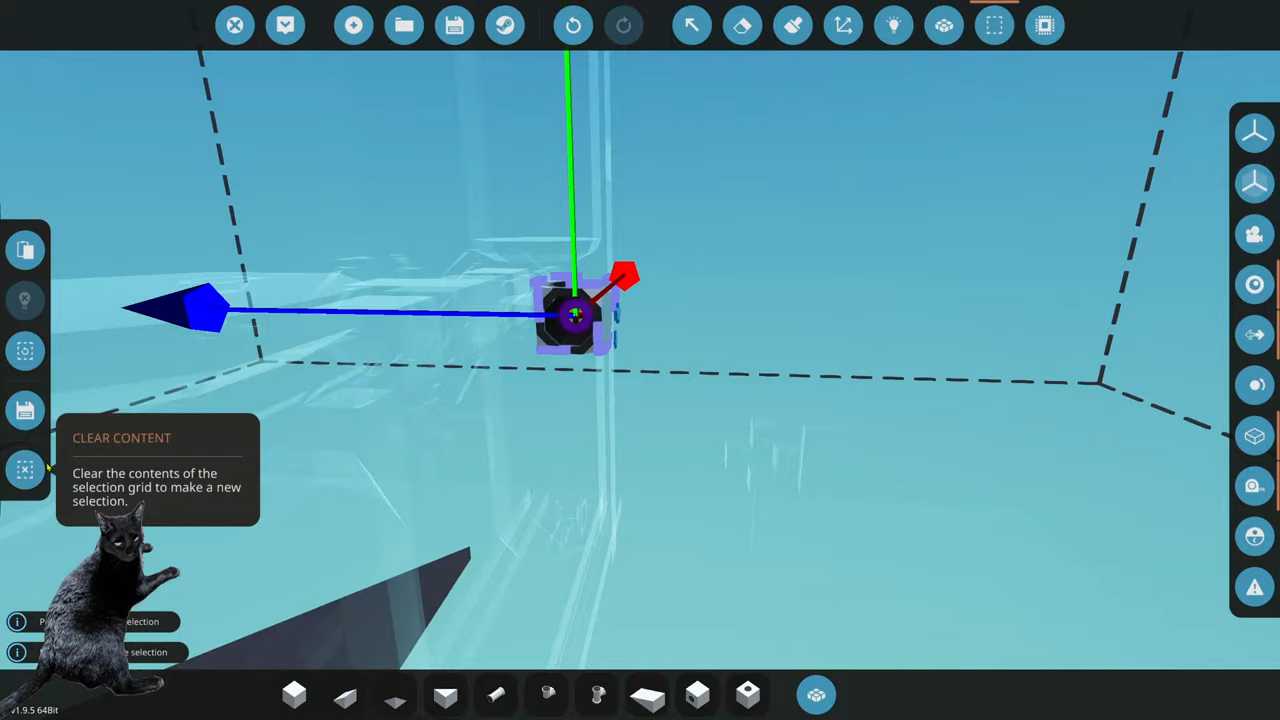 CLEAR CONTENT
Clear the contents of the
selection grid to make a new
selection.
election
e selection
v1.9.5 64Bit